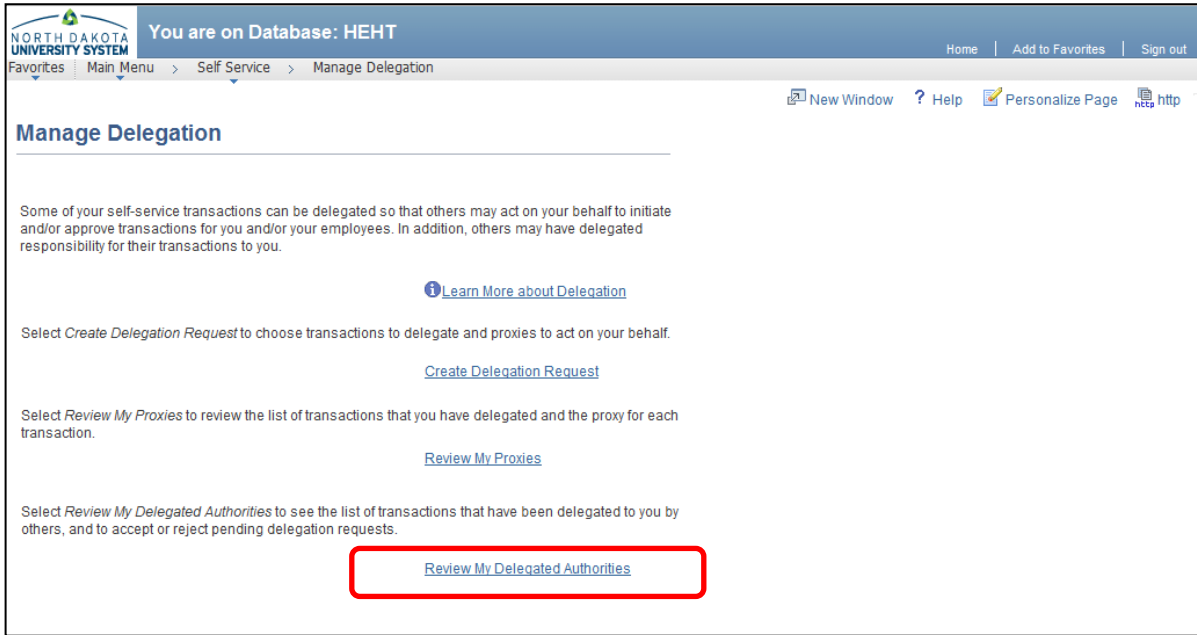 NORTH DAKOTA
UNIVERSITY SYSTEM
You are on Database: HEHT
Home | Add to Favorites | Sign out
Favorites Main Menu > Self Service > Manage Delegation
New Window ? Help Personalize Page http
Manage Delegation
Some of your self-service transactions can be delegated so that others may act on your behalf to initiate
and/or approve transactions for you and/or your employees. In addition, others may have delegated
responsibility for their transactions to you.
Learn More about Delegation
Select Create Delegation Request to choose transactions to delegate and proxies to act on your behalf.
Create Delegation Request
Select Review My Proxies to review the list of transactions that you have delegated and the proxy for each
transaction.
Review My Proxies
Select Review My Delegated Authorities to see the list of transactions that have been delegated to you by
others, and to accept or reject pending delegation requests.
Review My Delegated Authorities